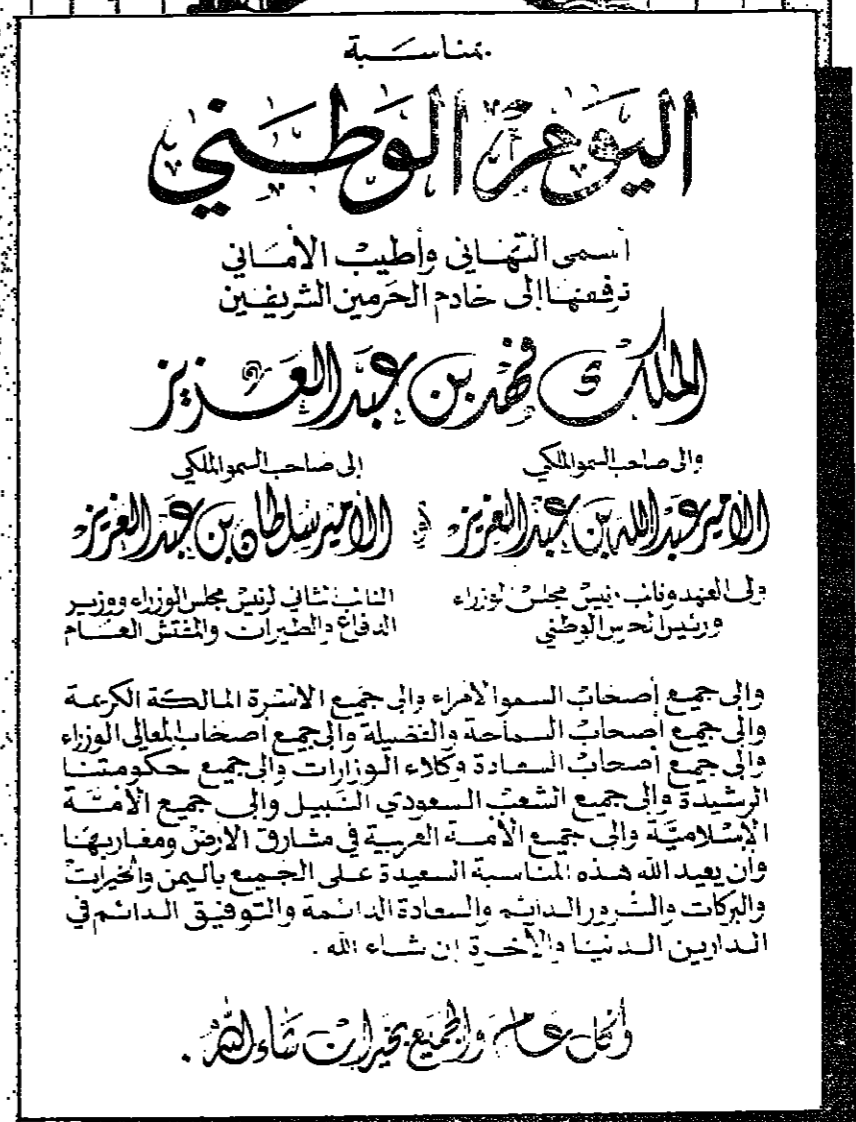 بمناسبة
اليوم الوطني
أسمى التهاني وأطيب الأماني
نرفعها إلى خادم الحرمين الشريفين
الملك فهد بن عبد العزيز
وإلى صاحب السمو الملكي
الأمير عبد الله بن عبد العزيز
ولي العهد ونائب رئيس مجلس الوزراء
ورئيس الحرس الوطني
إلى صاحب السمو الملكي
الأمير سلطان بن عبد العزيز
النائب الثاني لرئيس مجلس الوزراء ووزير
الدفاع والطيران والمفتش العام
وإلى جميع أصحاب السمو الأمراء وإلى جميع الأسرة المالكة الكريمة
وإلى جميع أصحاب السماحة والفضيلة وإلى جميع أصحاب المعالي الوزراء
وإلى جميع أصحاب السعادة وكلاء الوزارات وإلى جميع حكومتنا
الرشيدة وإلى جميع الشعب السعودي النبيل وإلى جميع الأمة
الإسلامية وإلى جميع الأمة العربية في مشارق الارض ومغاربها
وان يعيد الله هذه المناسبة السعيدة على الجميع باليمن والخيرات
والبركات والسرور الدايم والسعادة الدائمة والتوفيق الدائم في
الدارين الدنيا والآخرة إن شاء الله .
وكل عام والجميع بخير إن شاء الله .